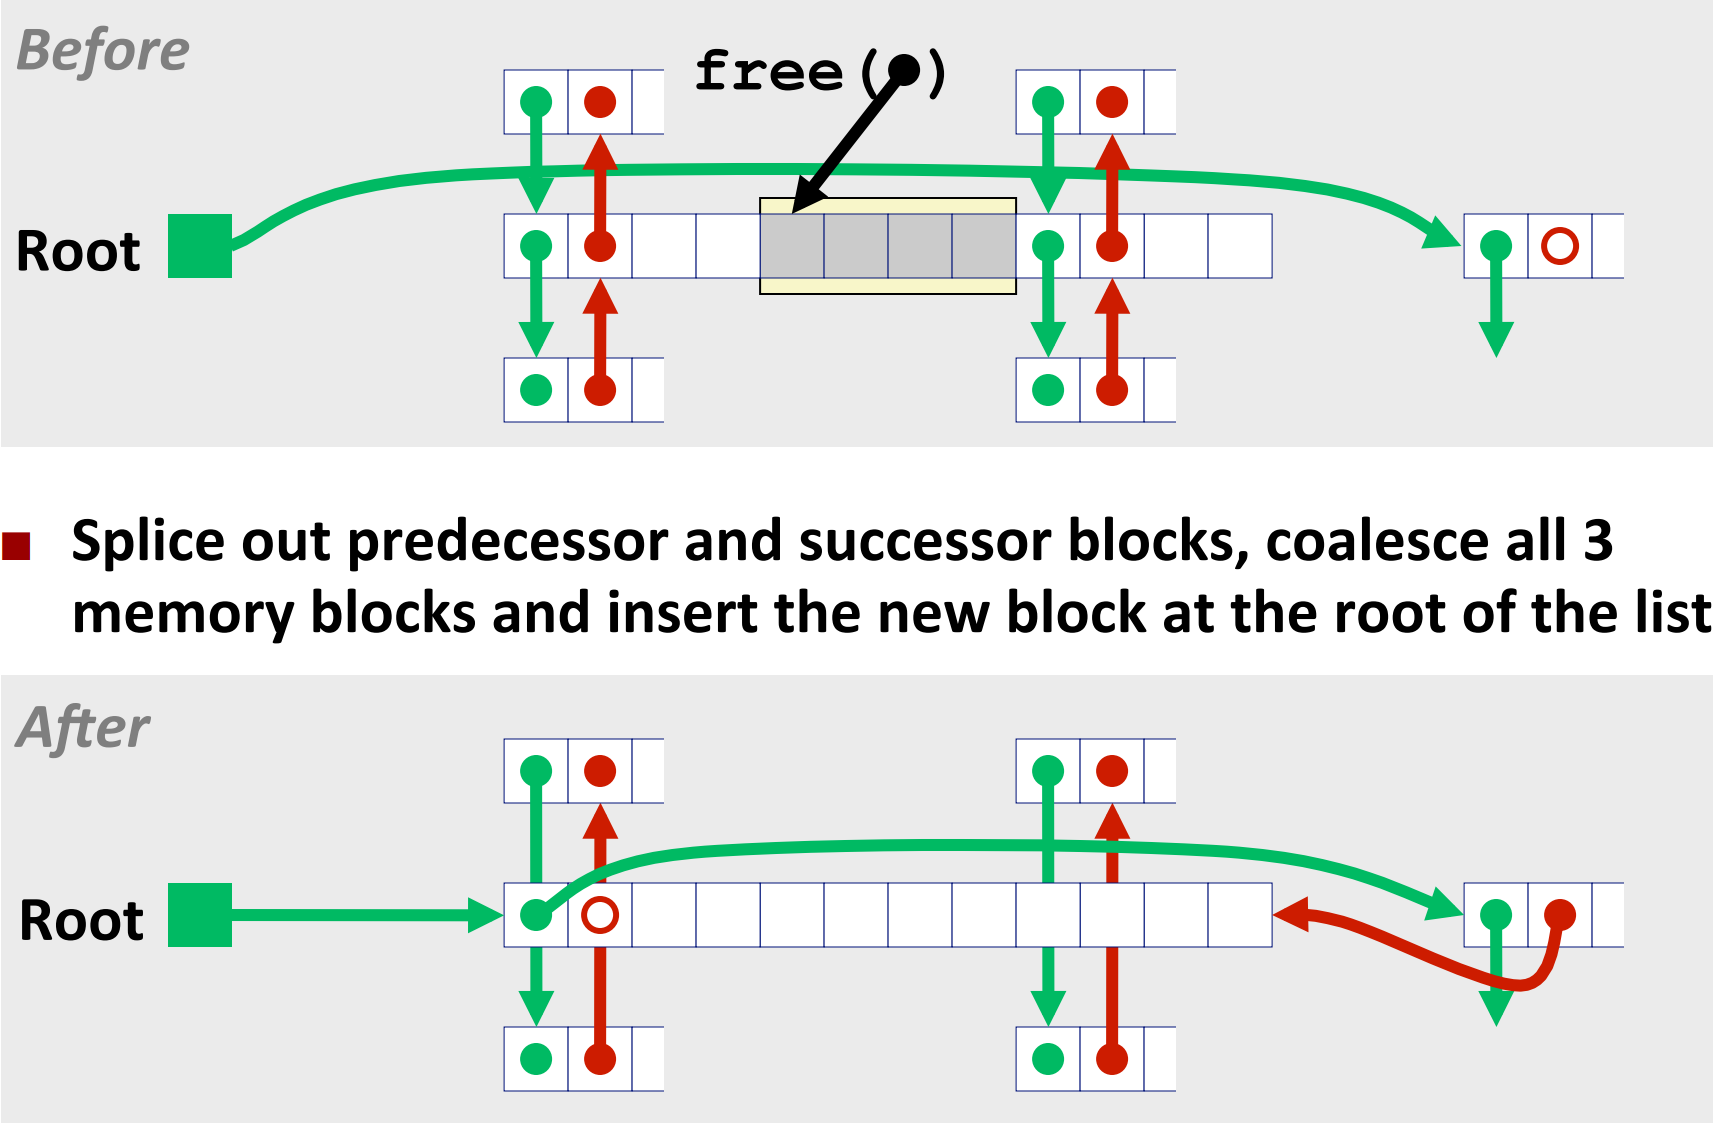 Before
free( )
Root
Splice out predecessor and successor blocks, coalesce all 3
memory blocks and insert the new block at the root of the list
After
Root